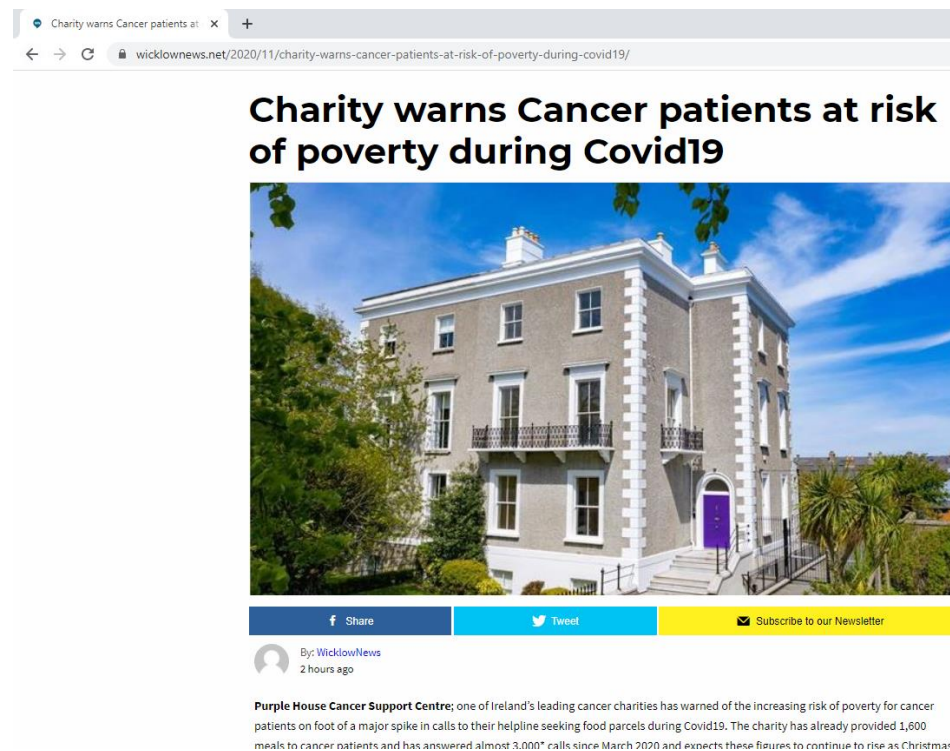 Charity warns Cancer patients at
wicklownews.net/2020/11/charity-warns-cancer-patients-at-risk-of-poverty-during-covid19/
Charity warns Cancer patients at risk
of poverty during Covid19
Share
Tweet
Subscribe to our Newsletter
By: WicklowNews
2 hours ago
Purple House Cancer Support Centre; one of Ireland's leading cancer charities has warned of the increasing risk of poverty for cancer
patients on foot of a major spike in calls to their helpline seeking food parcels during Covid19. The charity has already provided 1,600
meals to cancer patients and has answered almost 3,000* calls since March 2020 and expects these figures to continue to rise as Christmas